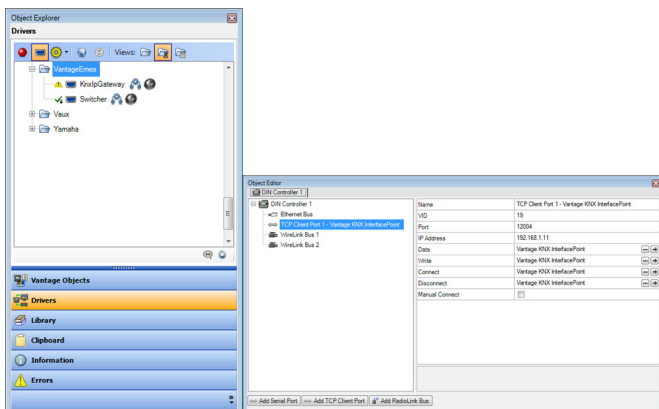 Object Explorer
Drivers
Views:
VantageEmea
KnxIpGateway
Switcher
Vaux
Yamaha
Vantage Objects
Drivers
Library
Clipboard
Information
Errors
Object Editor
DIN Controller 1
DIN Controller 1
Ethernet Bus
TCP Client Port 1 - Vantage KNX InterfacePoint
WireLink Bus 1
WireLink Bus 2
Name TCP Client Port 1 - Vantage KNX InterfacePoint
VID 19
Port 12004
IP Address 192.168.1.11
Data Vantage KNX InterfacePoint
Write Vantage KNX InterfacePoint
Connect Vantage KNX InterfacePoint
Disconnect Vantage KNX InterfacePoint
Manual Connect
Add Serial Port Add TCP Client Port Add RadioLink Bus